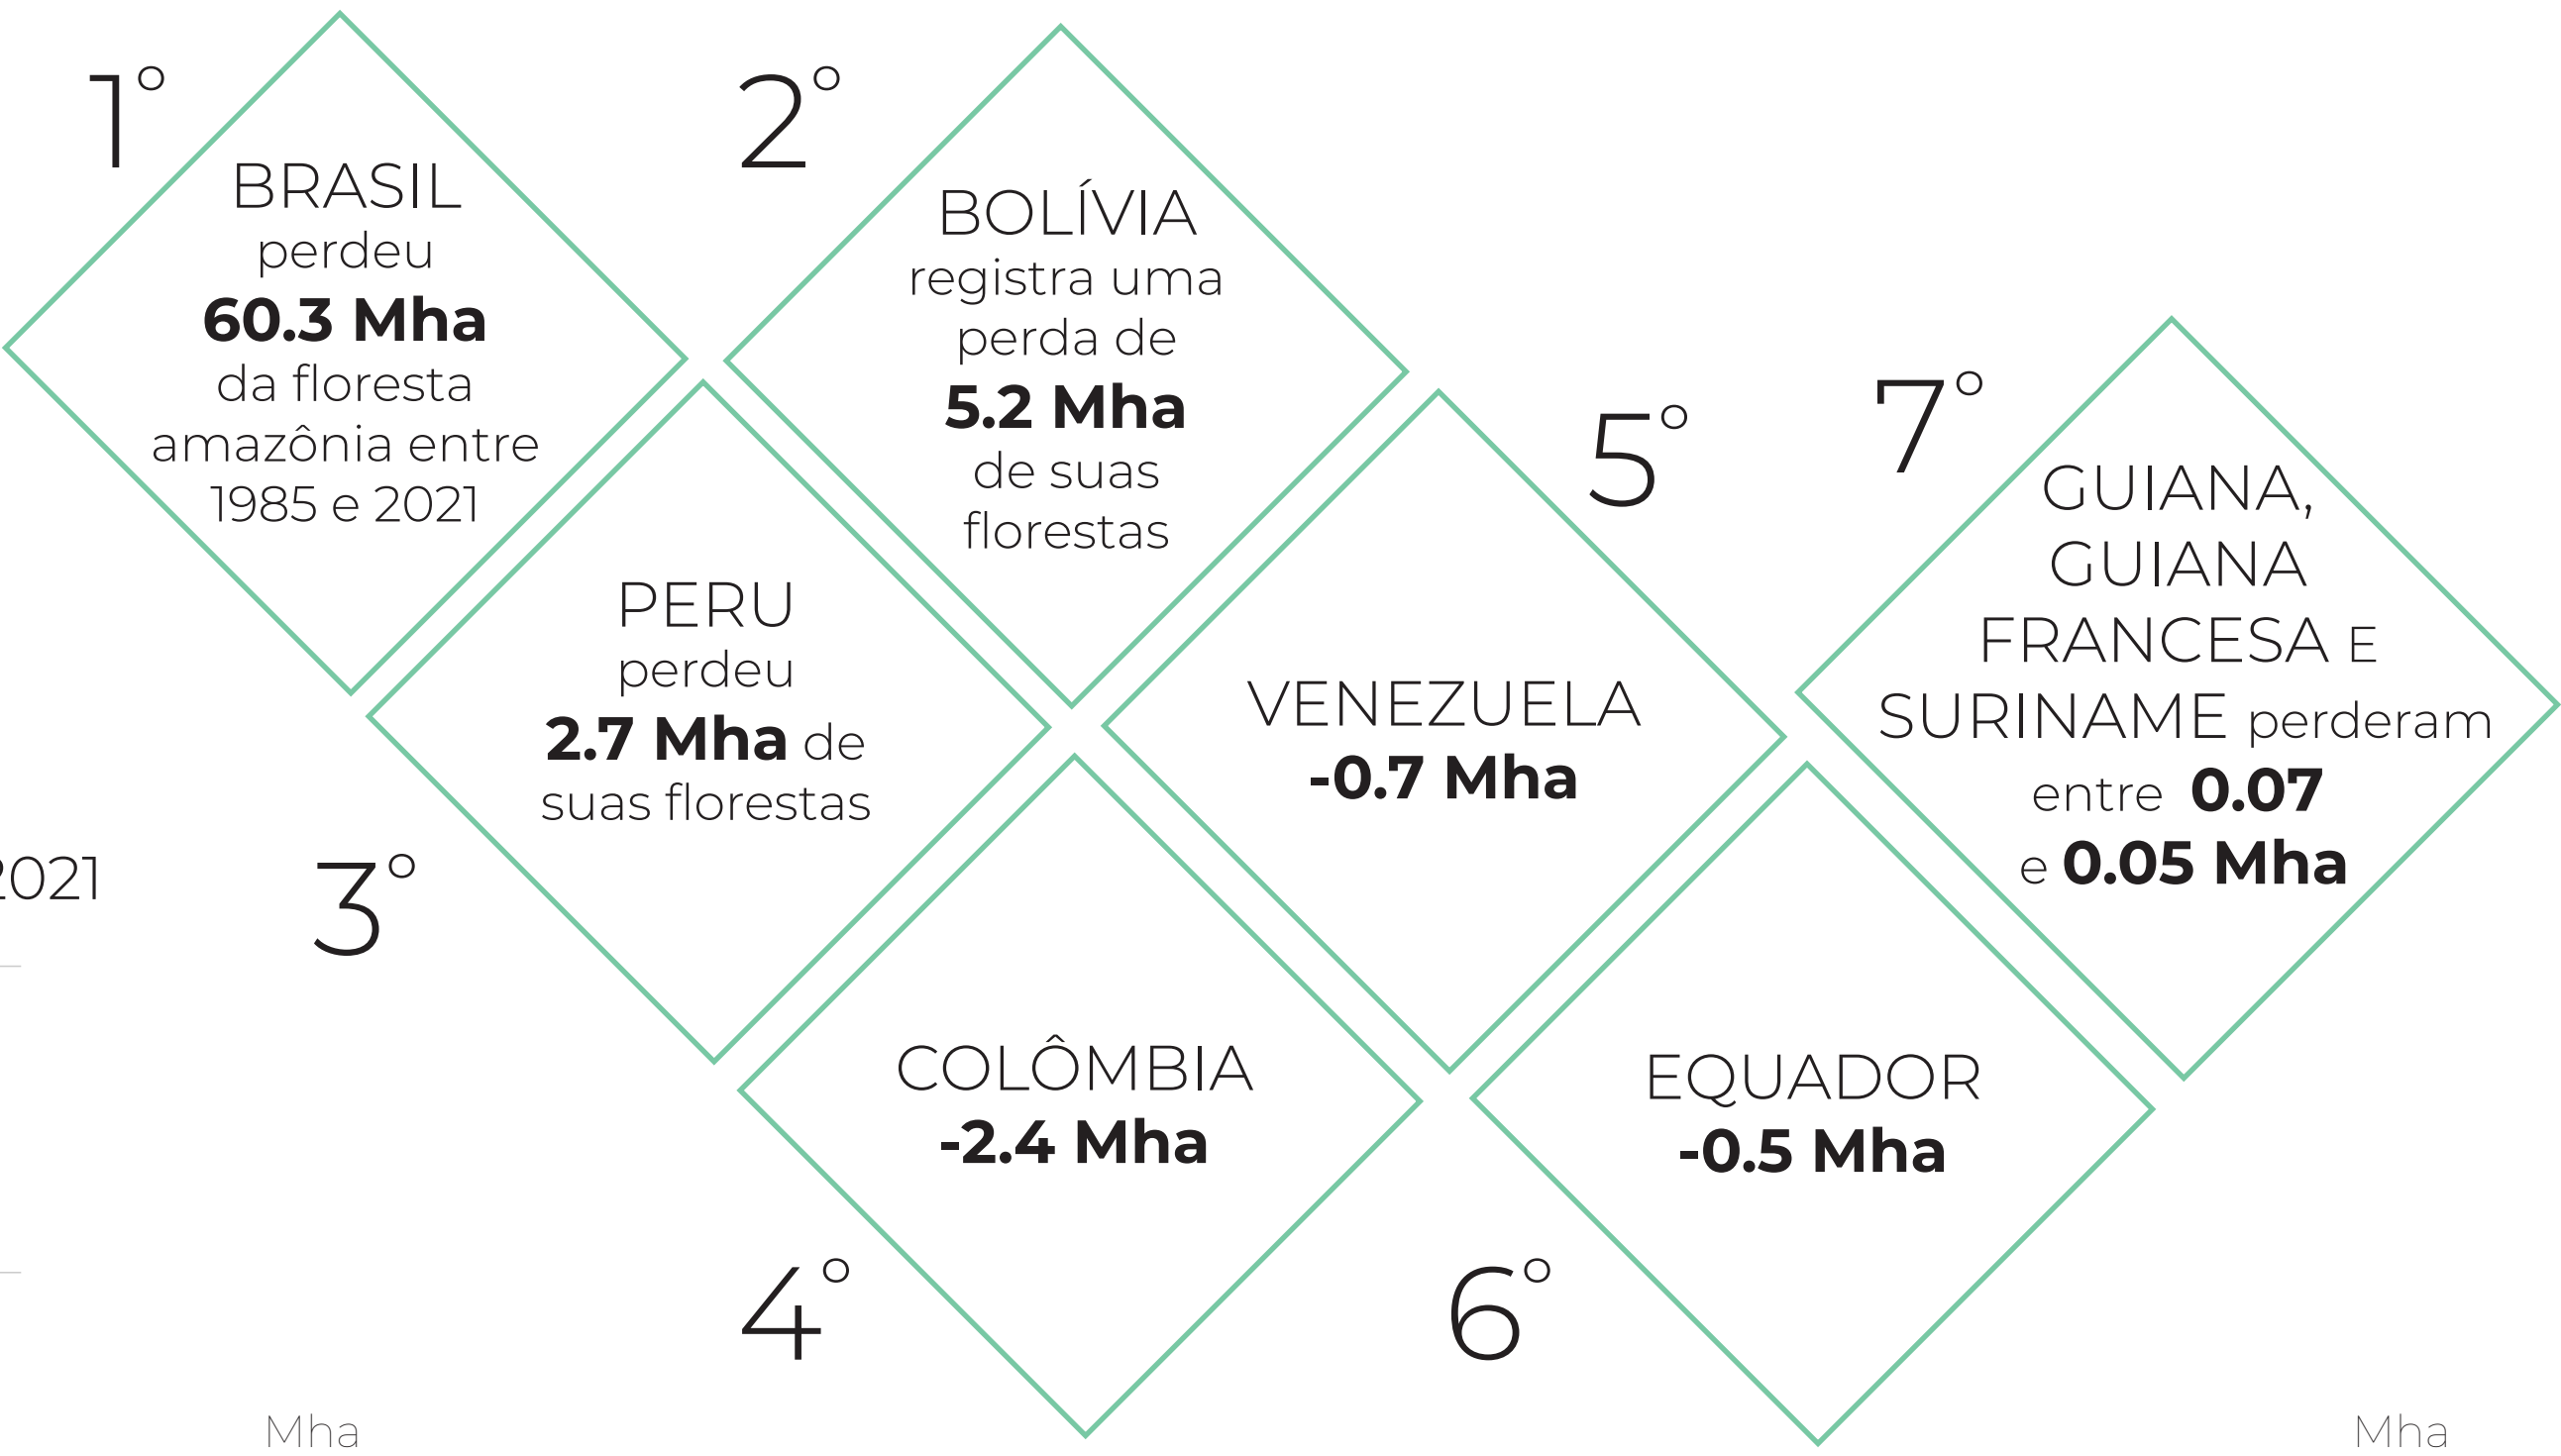 1°
BRASIL
perdeu
60.3 Mha
da floresta
amazônia entre
1985 e 2021
2°
BOLÍVIA
registra uma
perda de
5.2 Mha
de suas
florestas
3°
PERU
perdeu
2.7 Mha de
suas florestas
4°
COLÔMBIA
-2.4 Mha
5°
VENEZUELA
-0.7 Mha
6°
EQUADOR
-0.5 Mha
7°
GUIANA,
GUIANA
FRANCESA E
SURINAME perderam
entre 0.07
e 0.05 Mha
2021
Mha
Mha